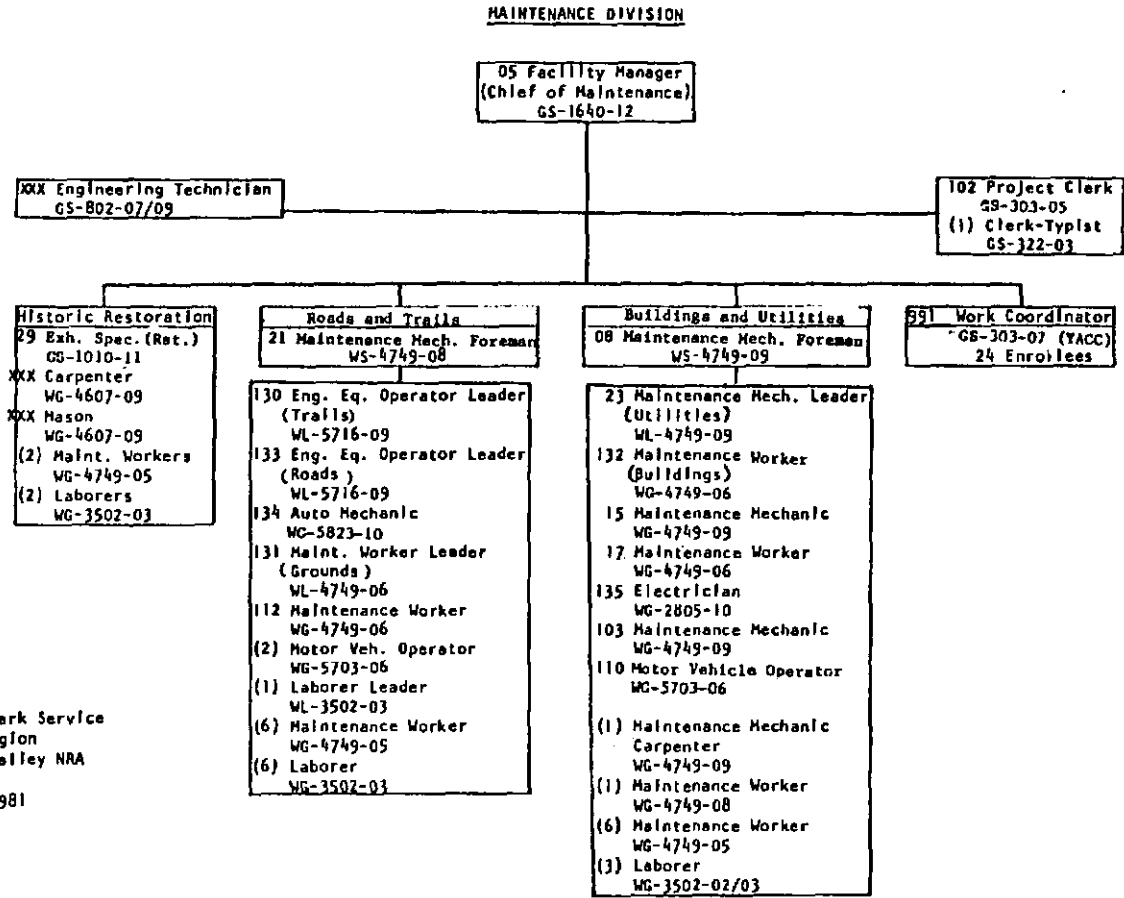 MAINTENANCE DIVISION
05 Facility Manager
(Chief of Maintenance)
GS-1640-12
XXX Engineering Technician
GS-802-07/09
102 Project Clerk
GS-303-05
(1) Clerk-Typist
GS-322-03
Historic Restoration
29 Exh. Spec.(Rst.)
GS-1010-11
XXX Carpenter
WG-4607-09
XXX Mason
WG-4607-09
(2) Maint. Workers
WG-4749-05
(2) Laborers
WG-3502-03
Roads and Trails
21 Maintenance Mech. Foreman
WS-4749-08
130 Eng. Eq. Operator Leader
(Trails)
WL-5716-09
133 Eng. Eq. Operator Leader
(Roads)
WL-5716-09
134 Auto Mechanic
WG-5823-10
131 Maint. Worker Leader
(Grounds)
WL-4749-06
112 Maintenance Worker
WG-4749-06
(2) Motor Veh. Operator
WG-5703-06
(1) Laborer Leader
WL-3502-03
(6) Maintenance Worker
WG-4749-05
(6) Laborer
WG-3502-03
Buildings and Utilities
08 Maintenance Mech. Foreman
WS-4749-09
23 Maintenance Mech. Leader
(Utilities)
WL-4749-09
132 Maintenance Worker
(Buildings)
WG-4749-06
15 Maintenance Mechanic
WG-4749-09
17 Maintenance Worker
WG-4749-06
135 Electrician
WG-2805-10
103 Maintenance Mechanic
WG-4749-09
110 Motor Vehicle Operator
WG-5703-06
(1) Maintenance Mechanic
Carpenter
WG-4749-09
(1) Maintenance Worker
WG-4749-08
(6) Maintenance Worker
WG-4749-05
(3) Laborer
WG-3502-02/03
991 Work Coordinator
GS-303-07 (YACC)
24 Enrollees
ark Service
gion
alley NRA
981